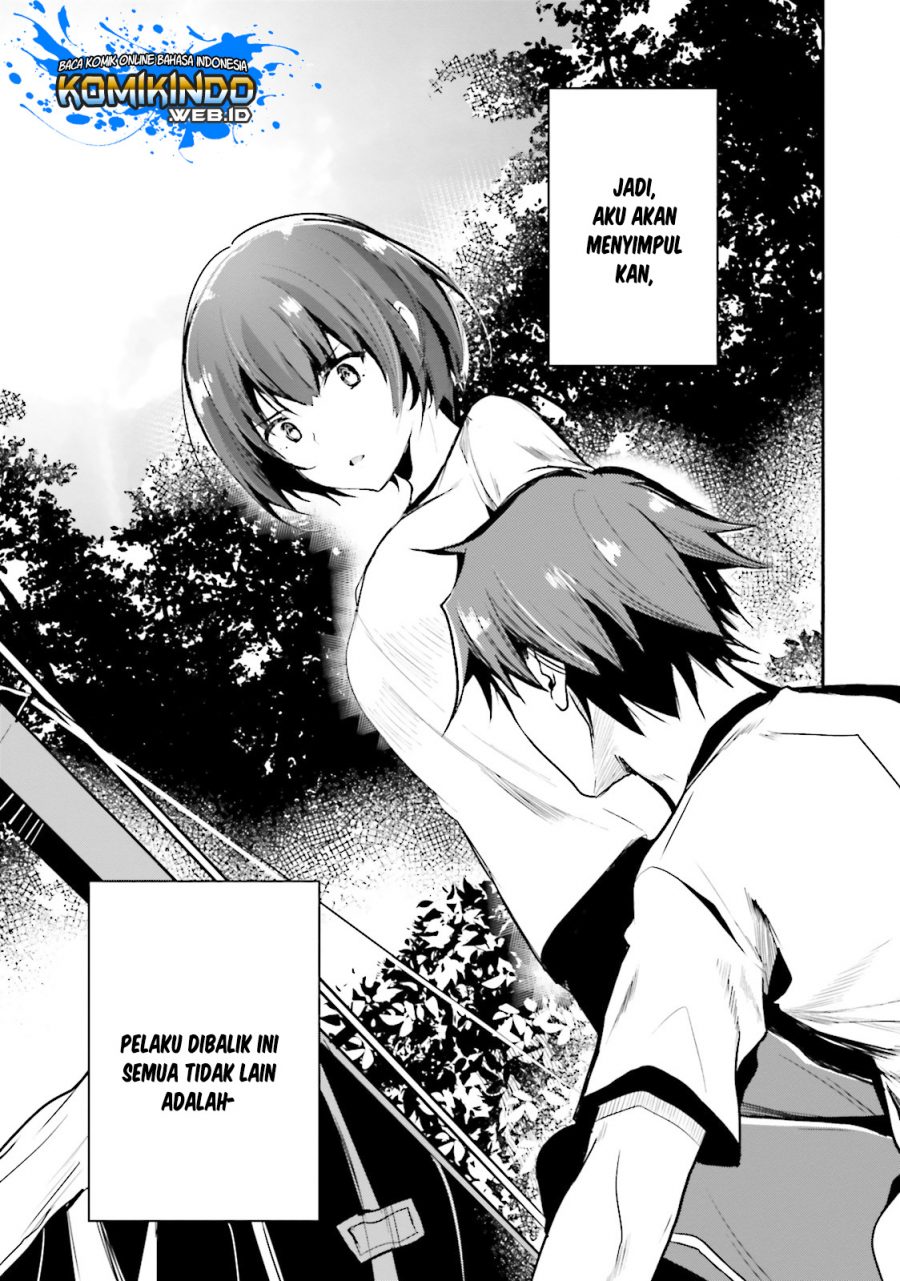 BACA KOMIK ONLINE BAHASA INDONESIA
KOMIKINDO
.WEB.ID
JADI,
AKU AKAN
MENYIMPUL
KAN,
PELAKU DIBALIK INI
SEMUA TIDAK LAIN
ADALAH-